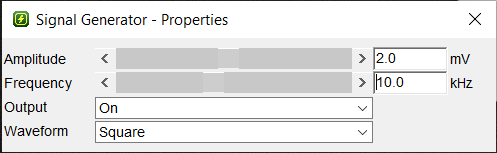 Signal Generator - Properties
Amplitude 2.0 mV
Frequency 10.0 kHz
Output On
Waveform Square